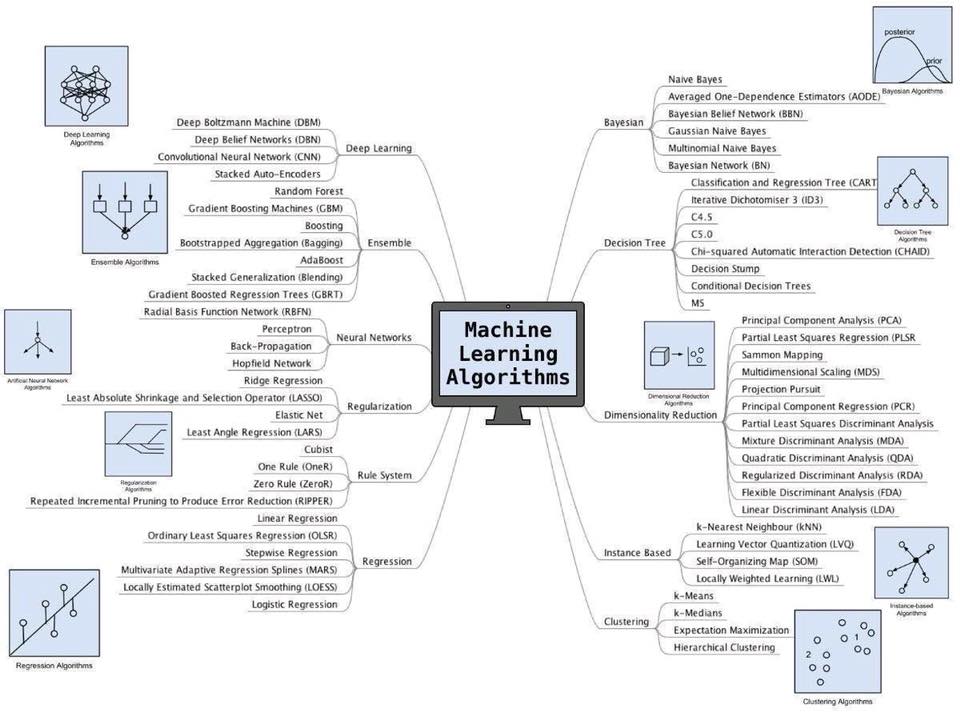 Machine
Learning
Algorithms
Deep Learning
Algorithms
Deep Boltzmann Machine (DBM)
Deep Belief Networks (DBN)
Convolutional Neural Network (CNN)
Stacked Auto-Encoders
Deep Learning
Ensemble Algorithms
Random Forest
Gradient Boosting Machines (GBM)
Boosting
Bootstrapped Aggregation (Bagging)
AdaBoost
Stacked Generalization (Blending)
Gradient Boosted Regression Trees (GBRT)
Ensemble
Artificial Neural Network
Algorithms
Radial Basis Function Network (RBFN)
Perceptron
Back-Propagation
Hopfield Network
Neural Networks
Ridge Regression
Least Absolute Shrinkage and Selection Operator (LASSO)
Elastic Net
Least Angle Regression (LARS)
Regularization
Regularization
Algorithms
Cubist
One Rule (OneR)
Zero Rule (ZeroR)
Repeated Incremental Pruning to Produce Error Reduction (RIPPER)
Rule System
Linear Regression
Ordinary Least Squares Regression (OLSR)
Stepwise Regression
Multivariate Adaptive Regression Splines (MARS)
Locally Estimated Scatterplot Smoothing (LOESS)
Logistic Regression
Regression
Regression Algorithms
posterior
prior
Bayesian Algorithms
Bayesian
Naive Bayes
Averaged One-Dependence Estimators (AODE)
Bayesian Belief Network (BBN)
Gaussian Naive Bayes
Multinomial Naive Bayes
Bayesian Network (BN)
Decision Tree
Classification and Regression Tree (CART
Iterative Dichotomiser 3 (ID3)
C4.5
C5.0
Chi-squared Automatic Interaction Detection (CHAID)
Decision Stump
Conditional Decision Trees
M5
Decision Tree
Algorithms
Dimensional Reduction
Algorithms
Dimensionality Reduction
Principal Component Analysis (PCA)
Partial Least Squares Regression (PLSR
Sammon Mapping
Multidimensional Scaling (MDS)
Projection Pursuit
Principal Component Regression (PCR)
Partial Least Squares Discriminant Analysis
Mixture Discriminant Analysis (MDA)
Quadratic Discriminant Analysis (QDA)
Regularized Discriminant Analysis (RDA)
Flexible Discriminant Analysis (FDA)
Linear Discriminant Analysis (LDA)
Instance Based
k-Nearest Neighbour (kNN)
Learning Vector Quantization (LVQ)
Self-Organizing Map (SOM)
Locally Weighted Learning (LWL)
Instance-based
Algorithms
Clustering
k-Means
k-Medians
Expectation Maximization
Hierarchical Clustering
1
2
Clustering Algorithms